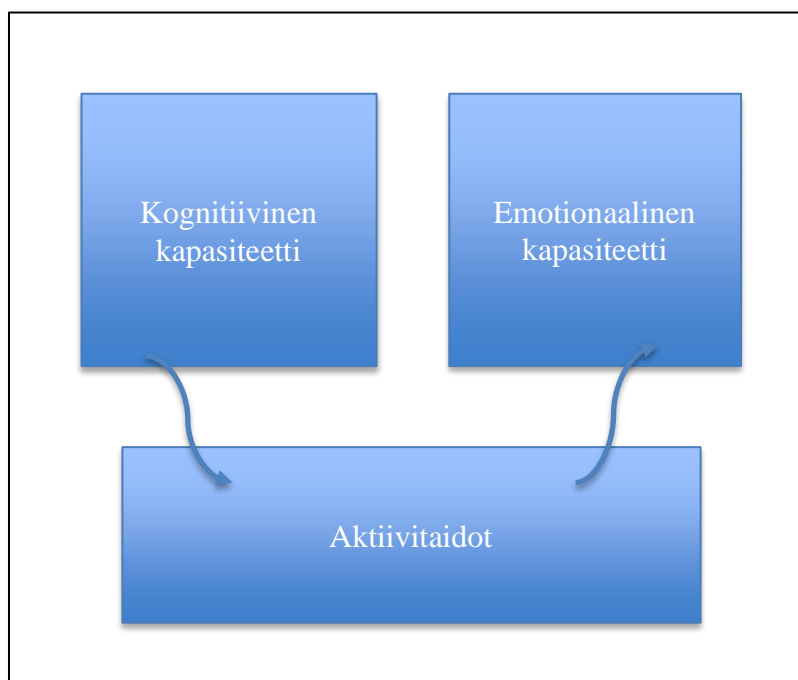 Kognitiivinen
kapasiteetti
Emotionaalinen
kapasiteetti
Aktiivitaidot